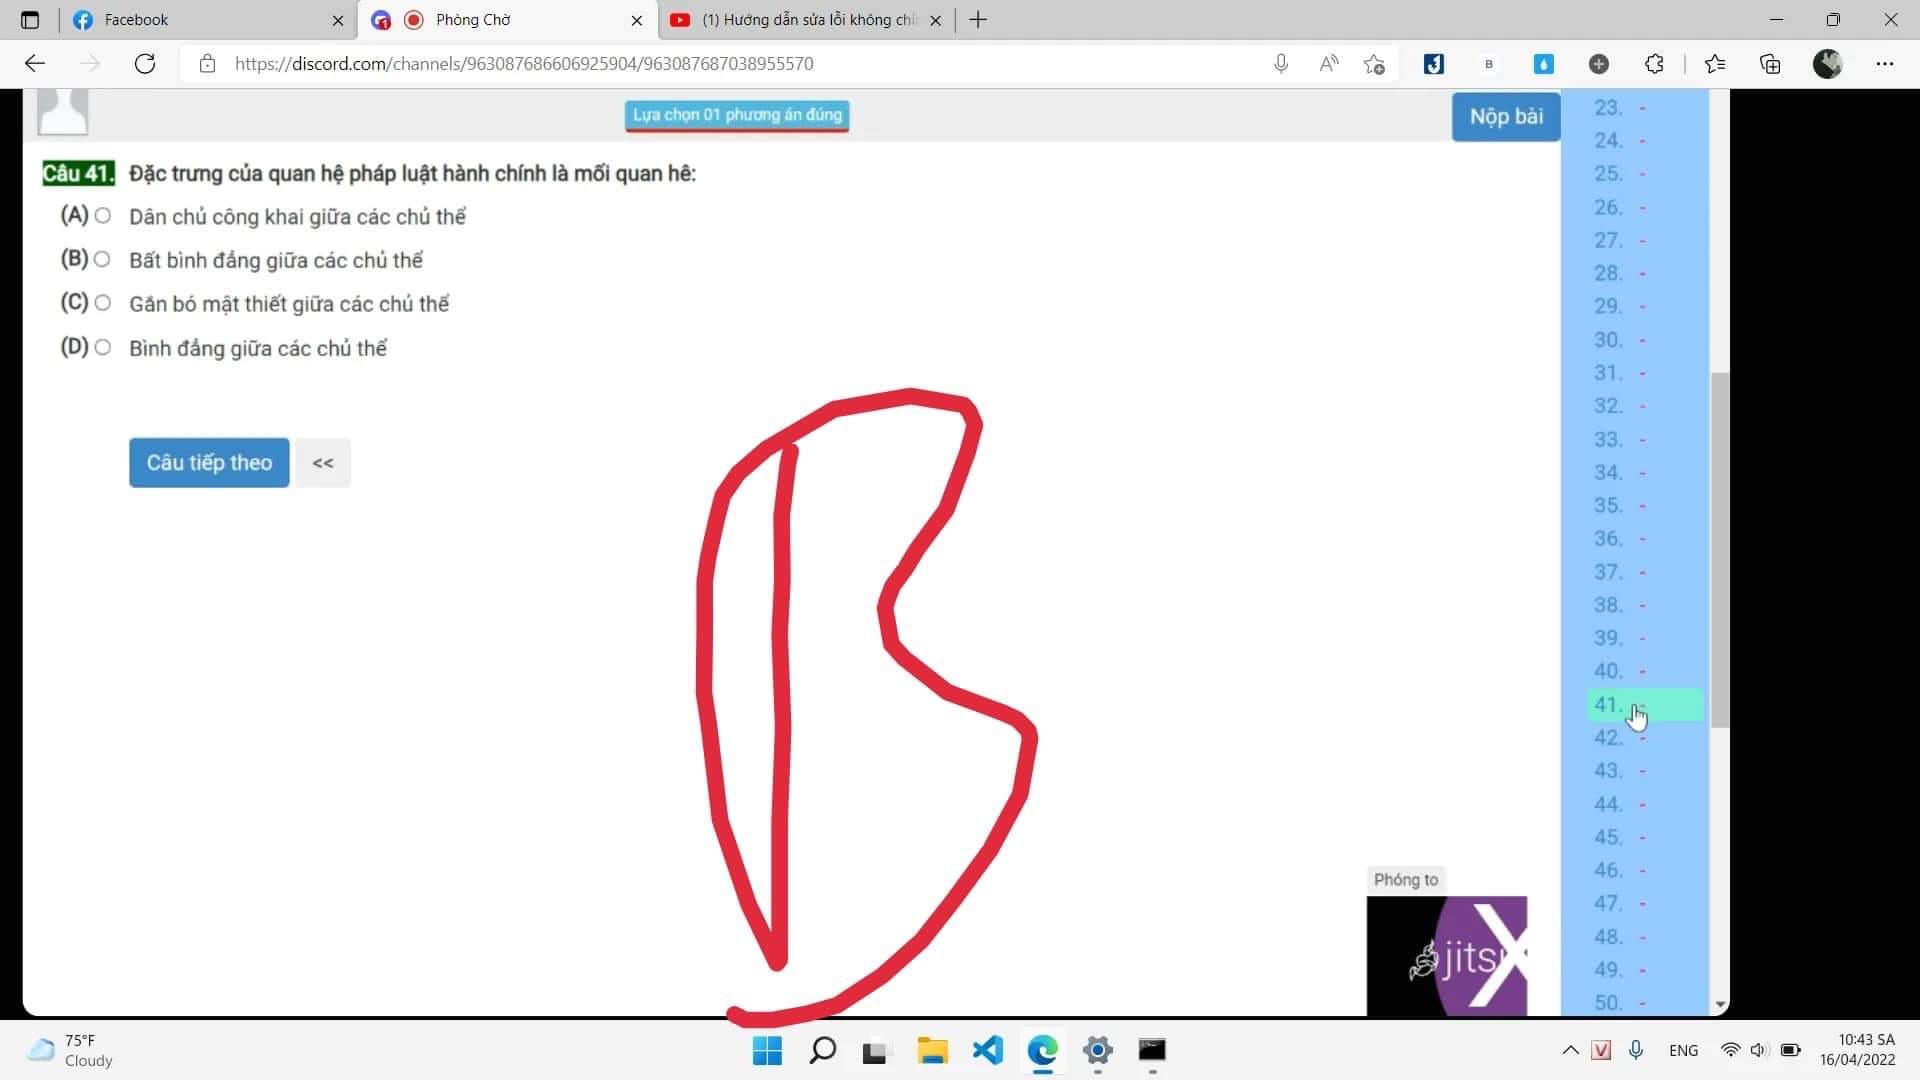 Facebook
Phòng Chờ
(1) Hướng dẫn sửa lỗi không chỉ
https://discord.com/channels/963087686606925904/963087687038955570
B
Lựa chọn 01 phương án đúng
Nộp bài
Câu 41. Đặc trưng của quan hệ pháp luật hành chính là mối quan hê:
(A) Dân chủ công khai giữa các chủ thể
(B) Bất bình đẳng giữa các chủ thể
(C) Gắn bó mật thiết giữa các chủ thể
(D) Bình đẳng giữa các chủ thể
Câu tiếp theo <<
B
23. -
24. -
25. -
26. -
27. -
28. -
29. -
30. -
31. -
32. -
33. -
34. -
35. -
36. -
37. -
38. -
39. -
40. -
41. -
42. -
43. -
44. -
45. -
46. -
47. -
48. -
49. -
50. -
Phóng to
jitsi
75°F
Cloudy
ENG
10:43 SA
16/04/2022